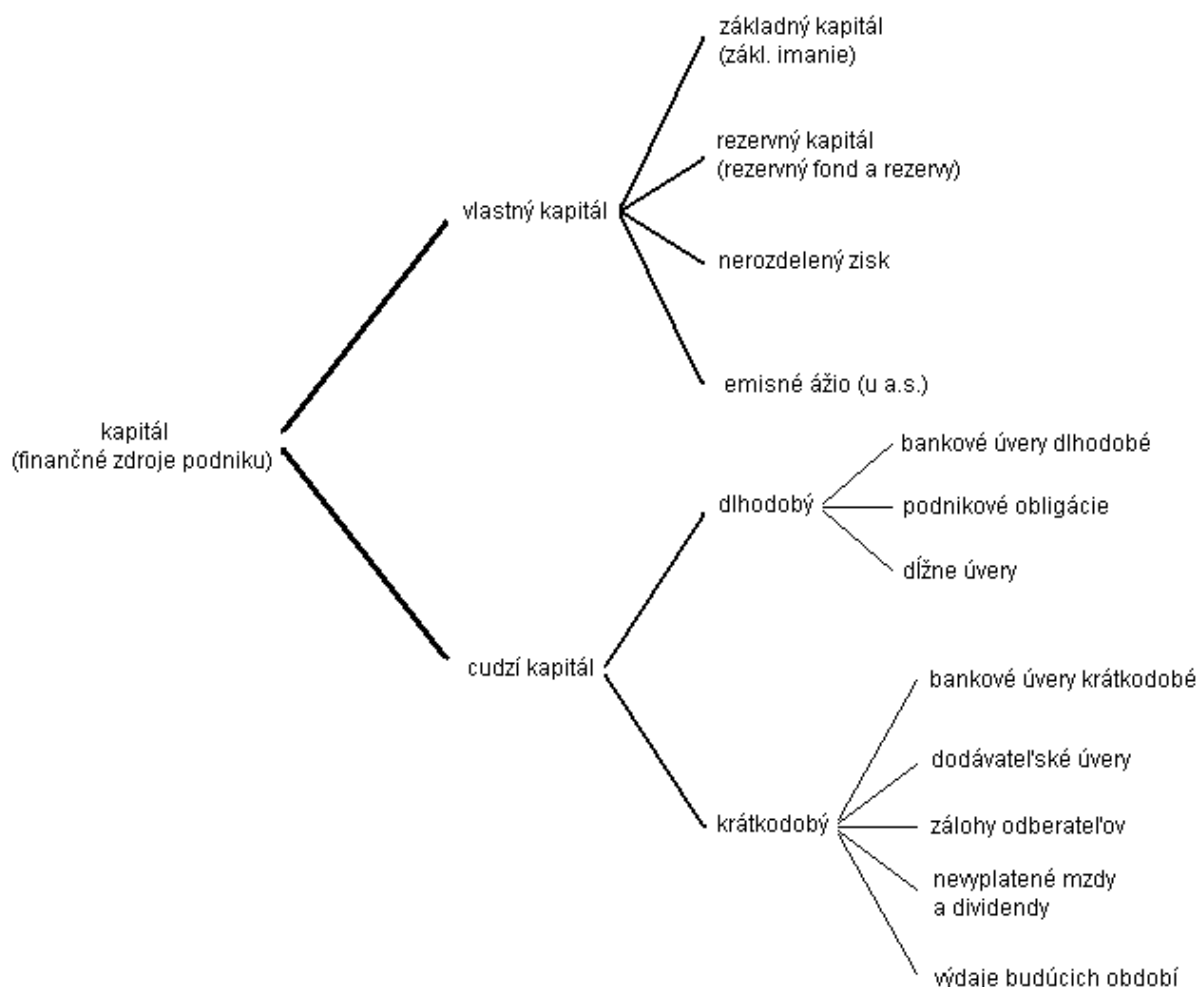 základný kapitál
(zákl. imanie)
rezervný kapitál
(rezervný fond a rezervy)
vlastný kapitál
nerozdelený zisk
emisné ážio (u a.s.)
kapitál
(finančné zdroje podniku)
bankové úvery dlhodobé
dlhodobý
podnikové obligácie
dĺžne úvery
cudzí kapitál
bankové úvery krátkodobé
dodávateľské úvery
krátkodobý
zálohy odberateľov
nevyplatené mzdy
a dividendy
výdaje budúcich období